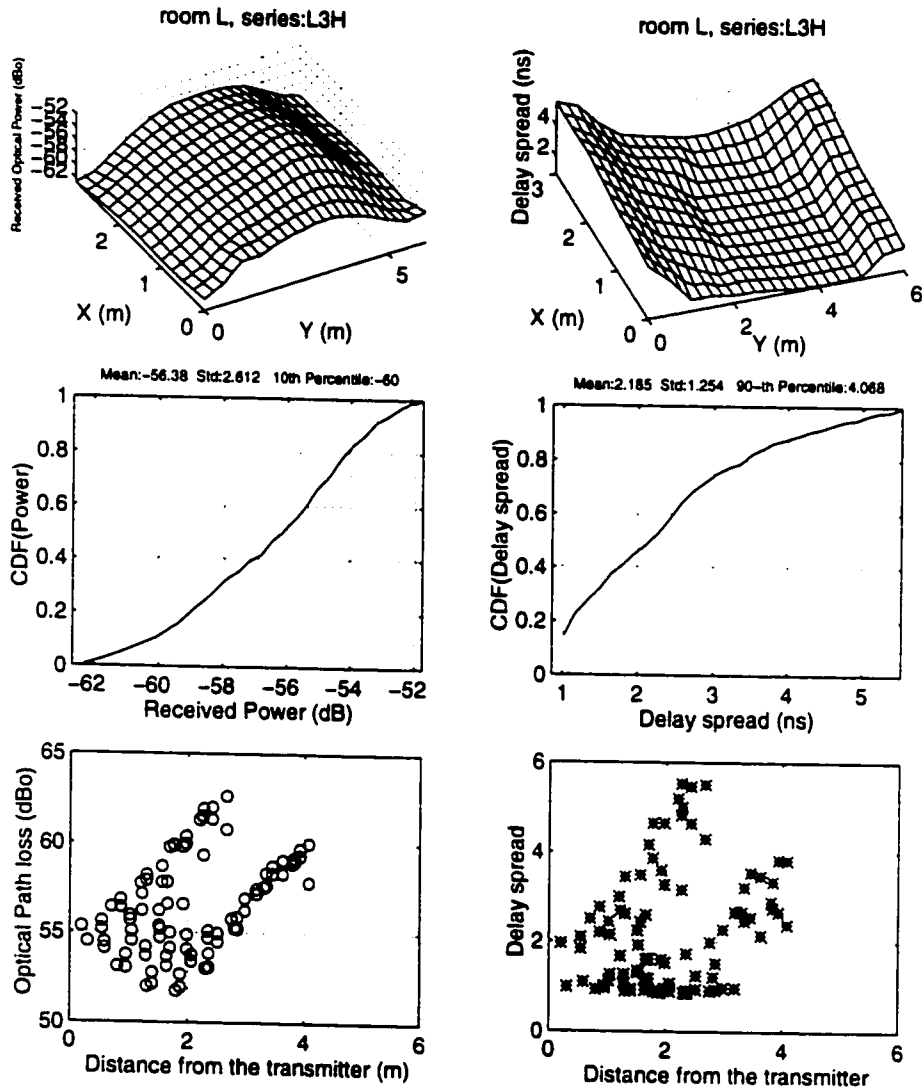 room L, series:L3H
Received Optical Power (dBo)
-52
-54
-56
-58
-60
-62
2
1
0
X (m)
0
5
Y (m)
room L, series:L3H
Delay spread (ns)
4
2
3
2
1
0
X (m)
0
2
4
6
Y (m)
Mean:-56.38 Std:2.612 10th Percentile:-60
CDF(Power)
1
0.8
0.6
0.4
0.2
0
-62 -60 -58 -56 -54 -52
Received Power (dB)
Mean:2.185 Std:1.254 90-th Percentile:4.068
CDF(Delay spread)
1
0.8
0.6
0.4
0.2
0
1 2 3 4 5
Delay spread (ns)
Optical Path loss (dBo)
65
60
55
50
0 2 4 6
Distance from the transmitter (m)
Delay spread
6
4
2
0
0 2 4 6
Distance from the transmitter